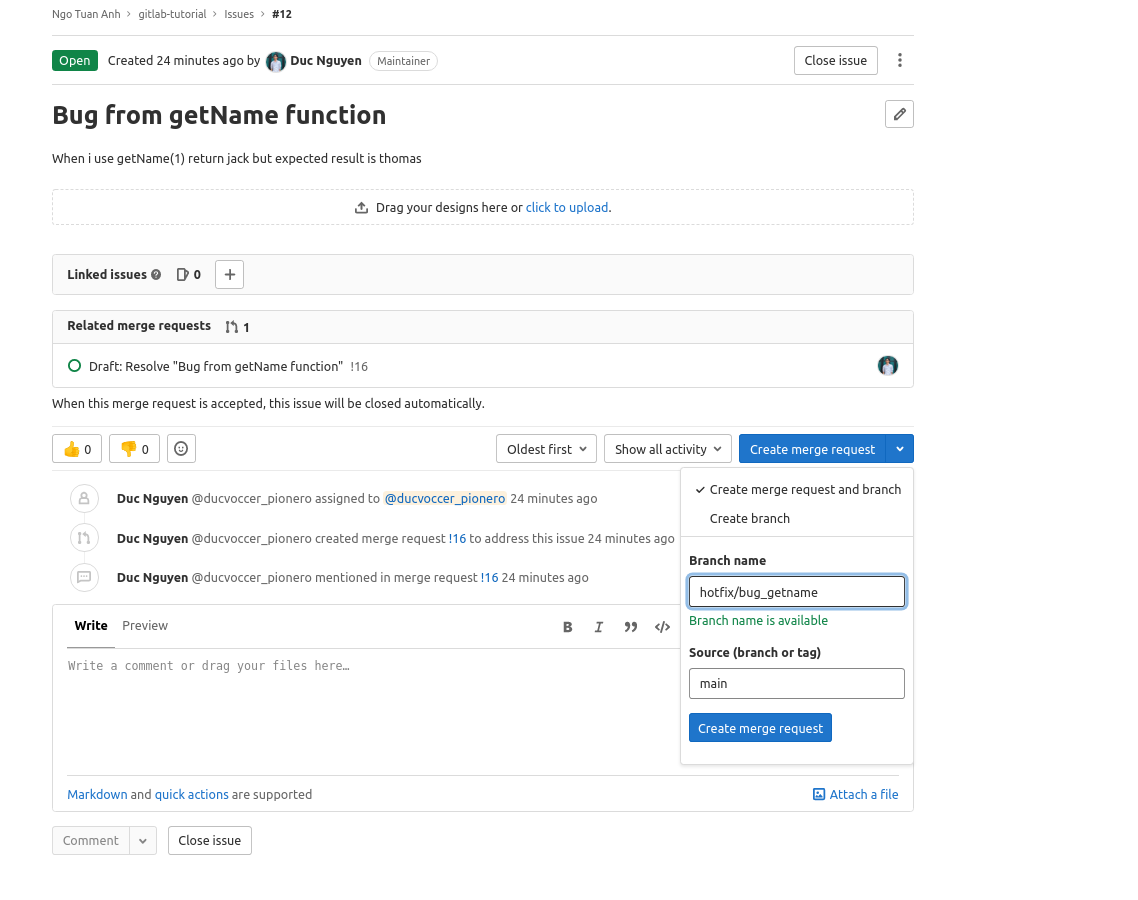 Ngo Tuan Anh > gitlab-tutorial > Issues > #12
Open Created 24 minutes ago by Duc Nguyen Maintainer Close issue
Bug from getName function
When i use getName(1) return jack but expected result is thomas
Drag your designs here or click to upload.
Linked issues 0
Related merge requests 1
Draft: Resolve "Bug from getName function" !16
When this merge request is accepted, this issue will be closed automatically.
👍 0 👎 0 Oldest first Show all activity Create merge request
Create merge request and branch
Create branch
Branch name
hotfix/bug_getname
Branch name is available
Source (branch or tag)
main
Create merge request
Duc Nguyen @ducvoccer_pionero assigned to @ducvoccer_pionero 24 minutes ago
Duc Nguyen @ducvoccer_pionero created merge request !16 to address this issue 24 minutes ago
Duc Nguyen @ducvoccer_pionero mentioned in merge request !16 24 minutes ago
Write Preview B I
Write a comment or drag your files here…
Markdown and quick actions are supported Attach a file
Comment Close issue